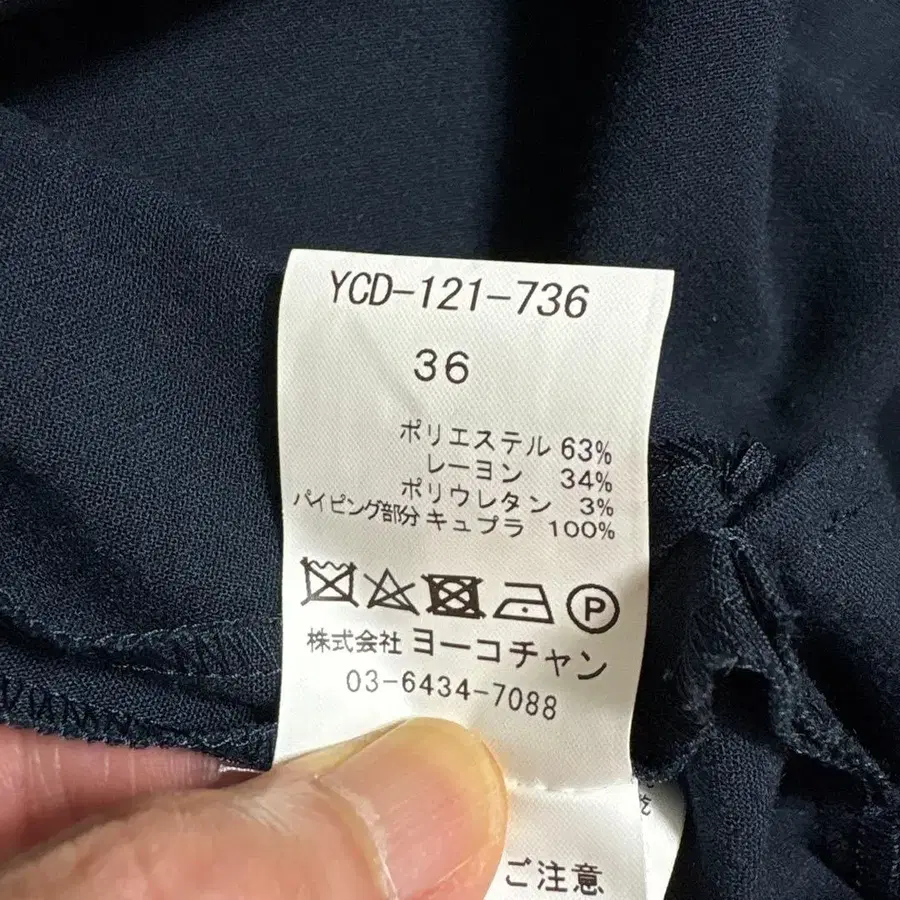 YCD-121-736
36
ポリエステル 63%
レーヨン 34%
ポリウレタン 3%
パイピング部分 キュプラ 100%
P
株式会社 ヨーコチャン
03-6434-7088
ご注意